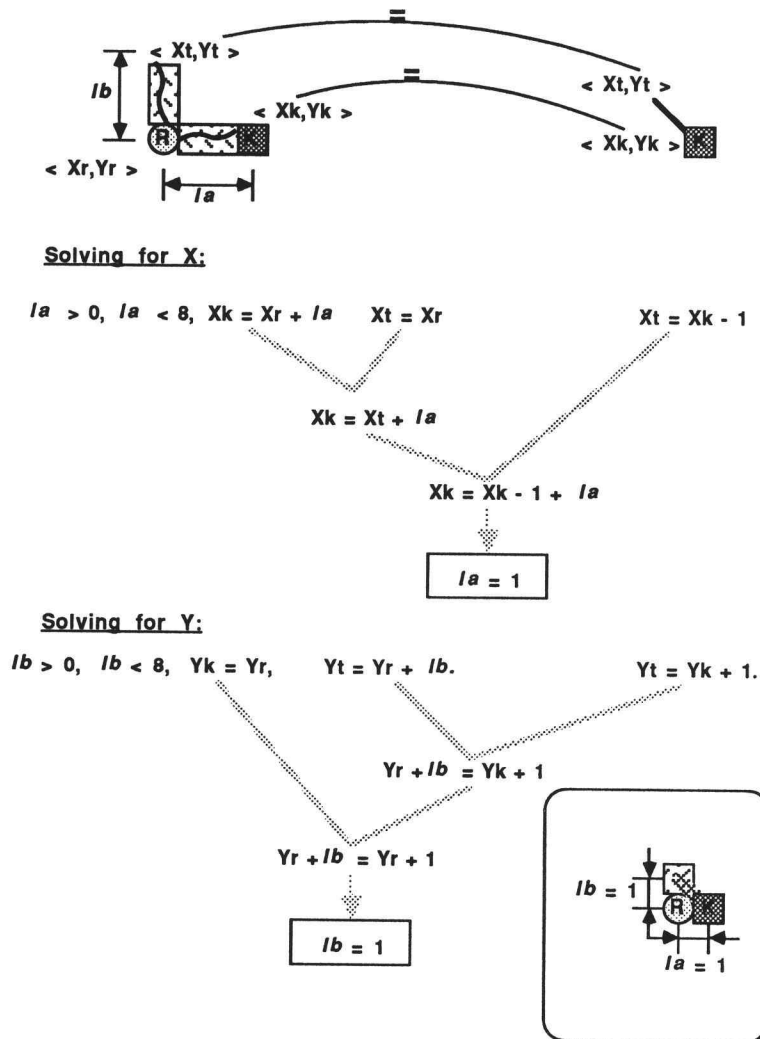 =
< Xt,Yt >
< Xt,Yt >
lb
=
< Xk,Yk >
R
K
< Xk,Yk >
K
< Xr,Yr >
la
Solving for X:
la > 0, la < 8, Xk = Xr + la Xt = Xr Xt = Xk - 1
Xk = Xt + la
Xk = Xk - 1 + la
la = 1
Solving for Y:
lb > 0, lb < 8, Yk = Yr, Yt = Yr + lb. Yt = Yk + 1.
Yr + lb = Yk + 1
Yr + lb = Yr + 1
lb = 1
lb = 1
R
K
la = 1